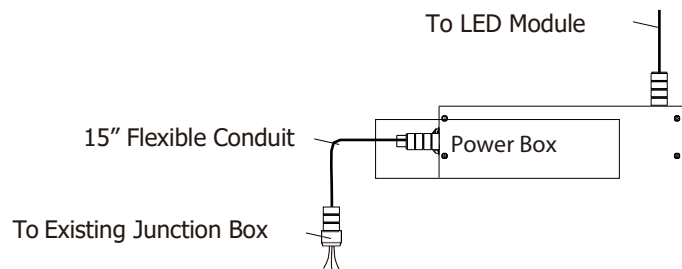 To LED Module
15” Flexible Conduit
Power Box
To Existing Junction Box